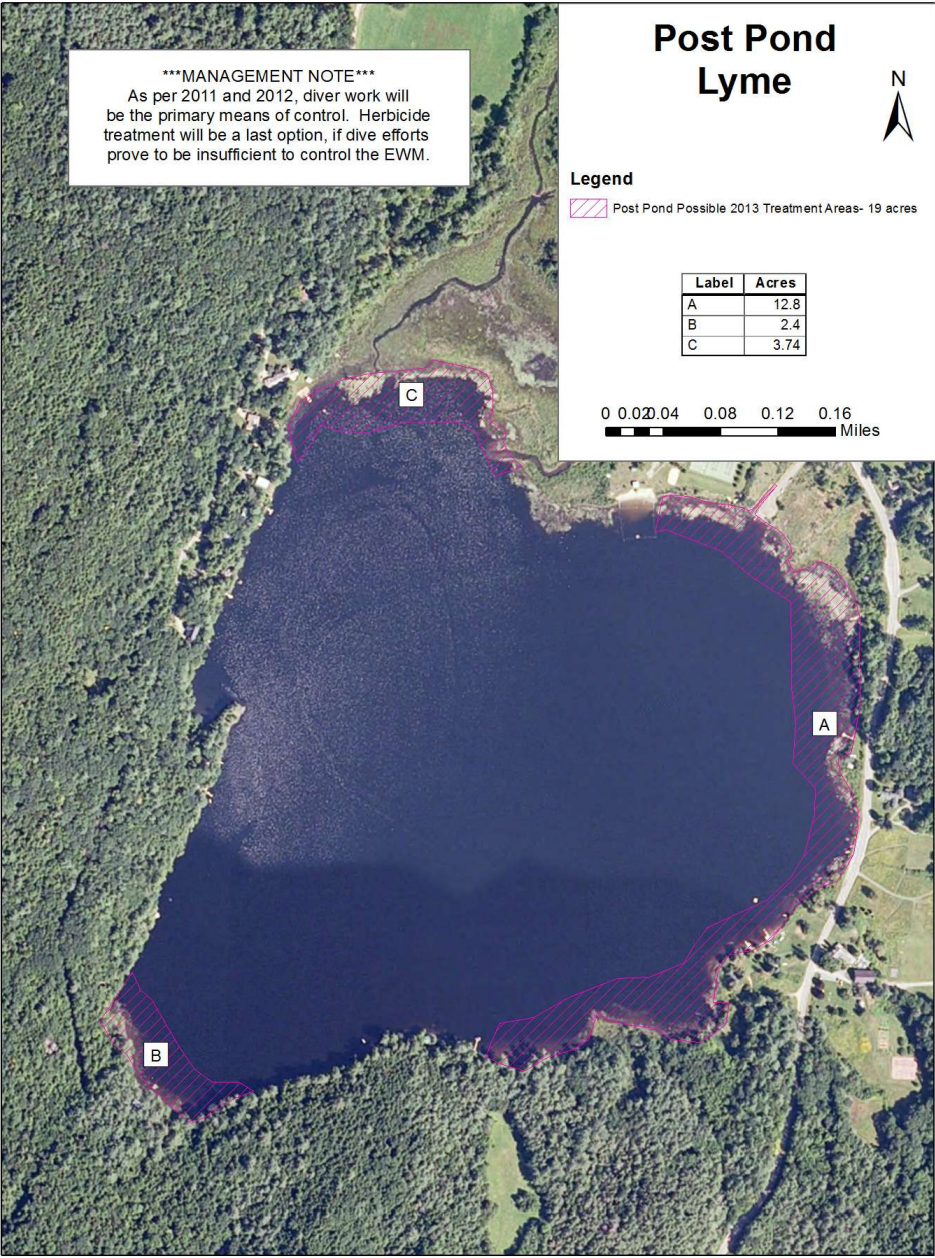 ***MANAGEMENT NOTE***
As per 2011 and 2012, diver work will
be the primary means of control. Herbicide
treatment will be a last option, if dive efforts
prove to be insufficient to control the EWM.
Post Pond
Lyme
N
Legend
Post Pond Possible 2013 Treatment Areas- 19 acres
Label Acres
A 12.8
B 2.4
C 3.74
0 0.02 0.04 0.08 0.12 0.16
Miles
C
A
B